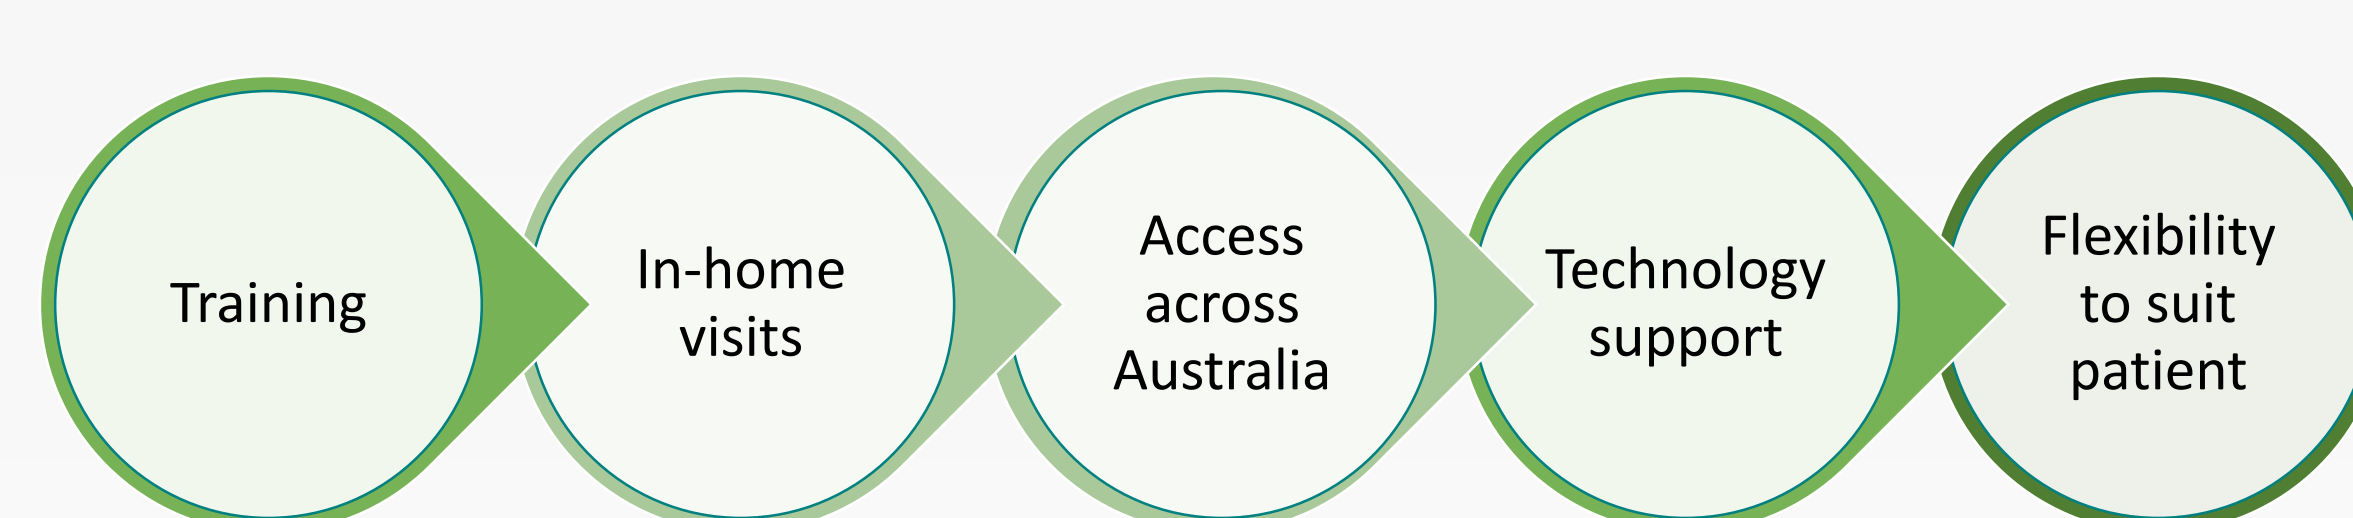 Training
In-home
visits
Access
across
Australia
Technology
support
Flexibility
to suit
patient